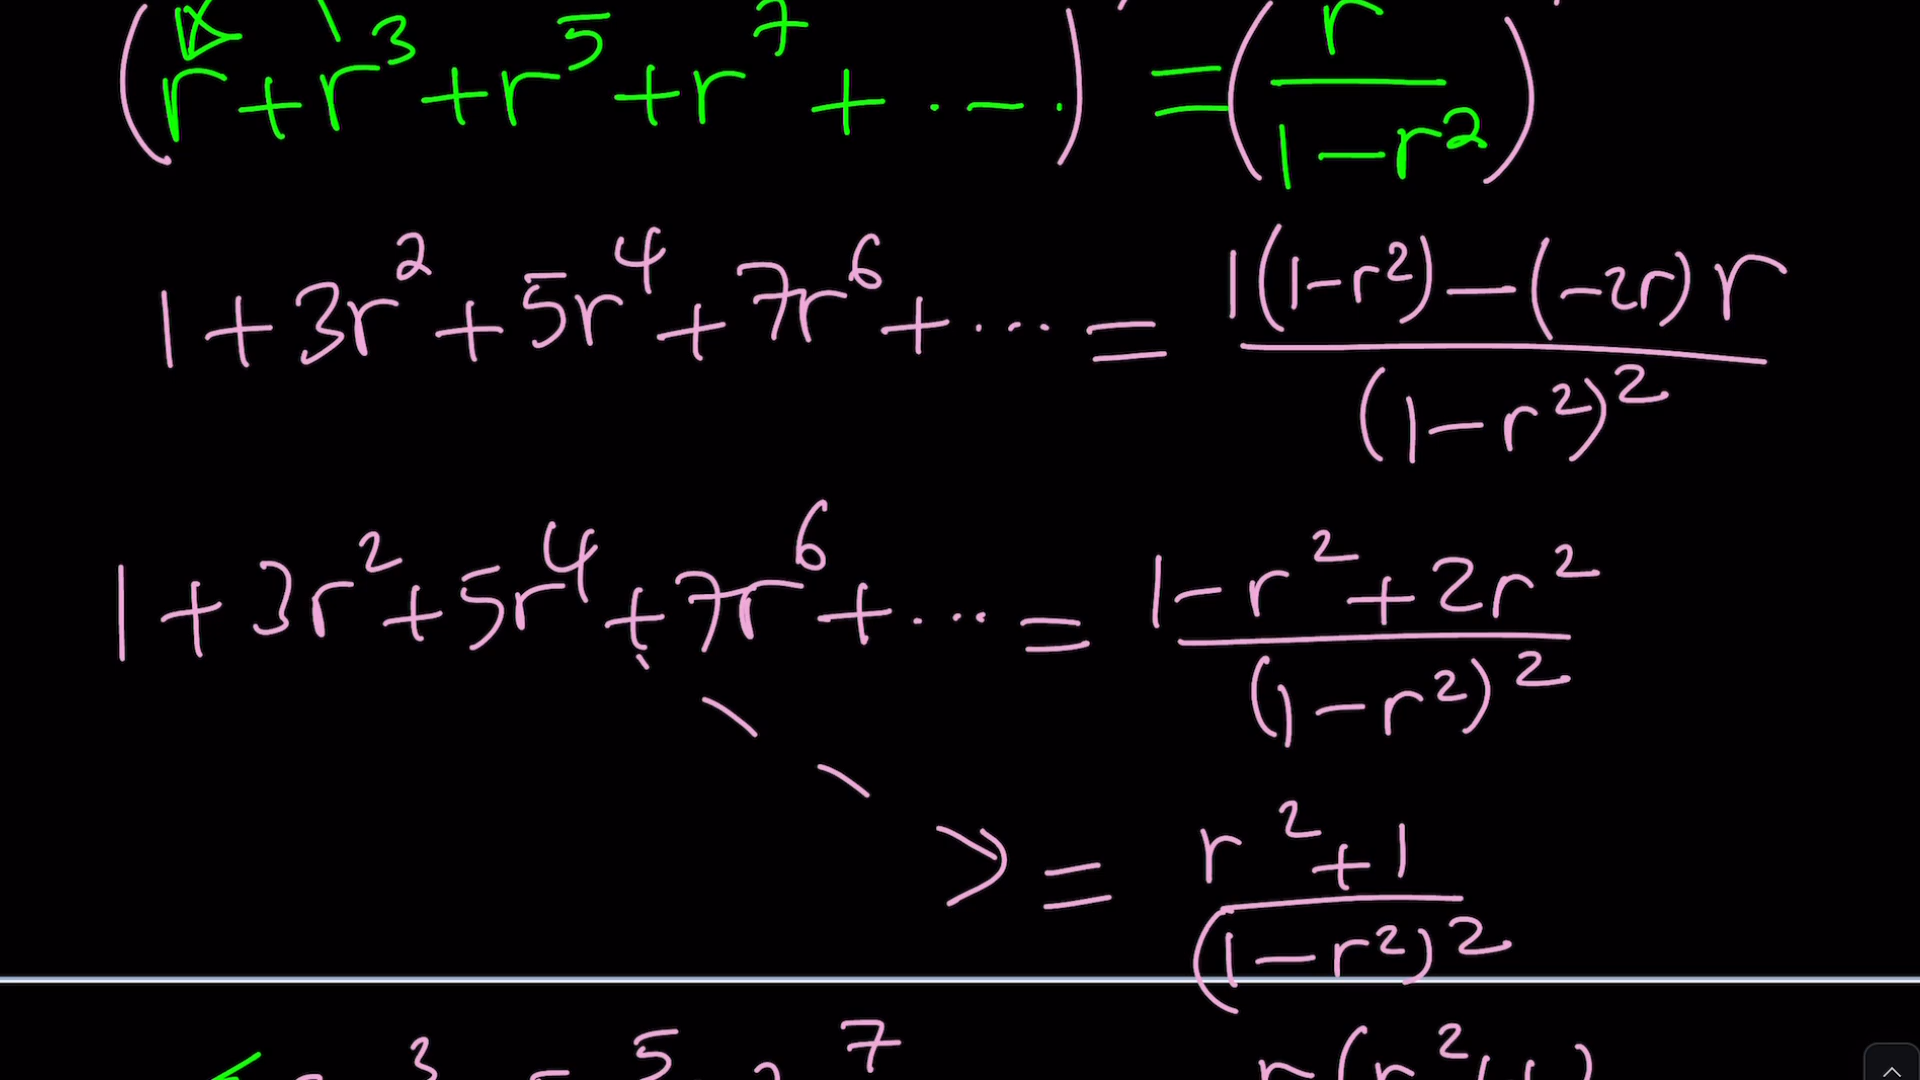 (r + r^3 + r^5 + r^7 + ....)' = (r/(1-r^2))'
1 + 3r^2 + 5r^4 + 7r^6 + ... = (1(1-r^2) - (-2r)r)/(1-r^2)^2
1 + 3r^2 + 5r^4 + 7r^6 + ... = (1-r^2+2r^2)/(1-r^2)^2
= (r^2+1)/(1-r^2)^2